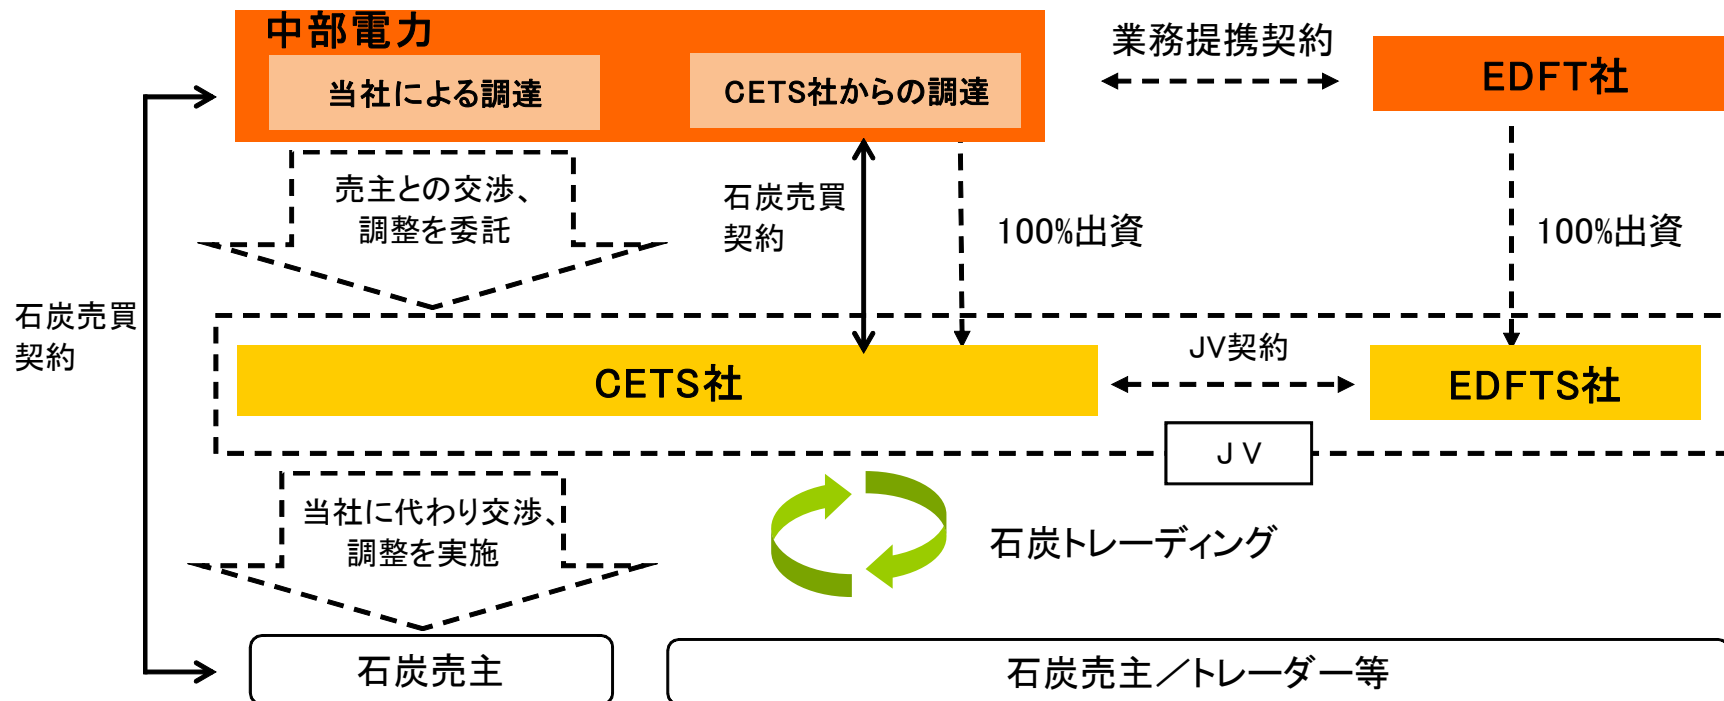 中部電力
当社による調達
CETS社からの調達
業務提携契約
EDFT社
売主との交渉、
調整を委託
石炭売買
契約
100%出資
100%出資
石炭売買
契約
CETS社
JV契約
EDFTS社
JV
当社に代わり交渉、
調整を実施
石炭トレーディング
石炭売主
石炭売主／トレーダー等